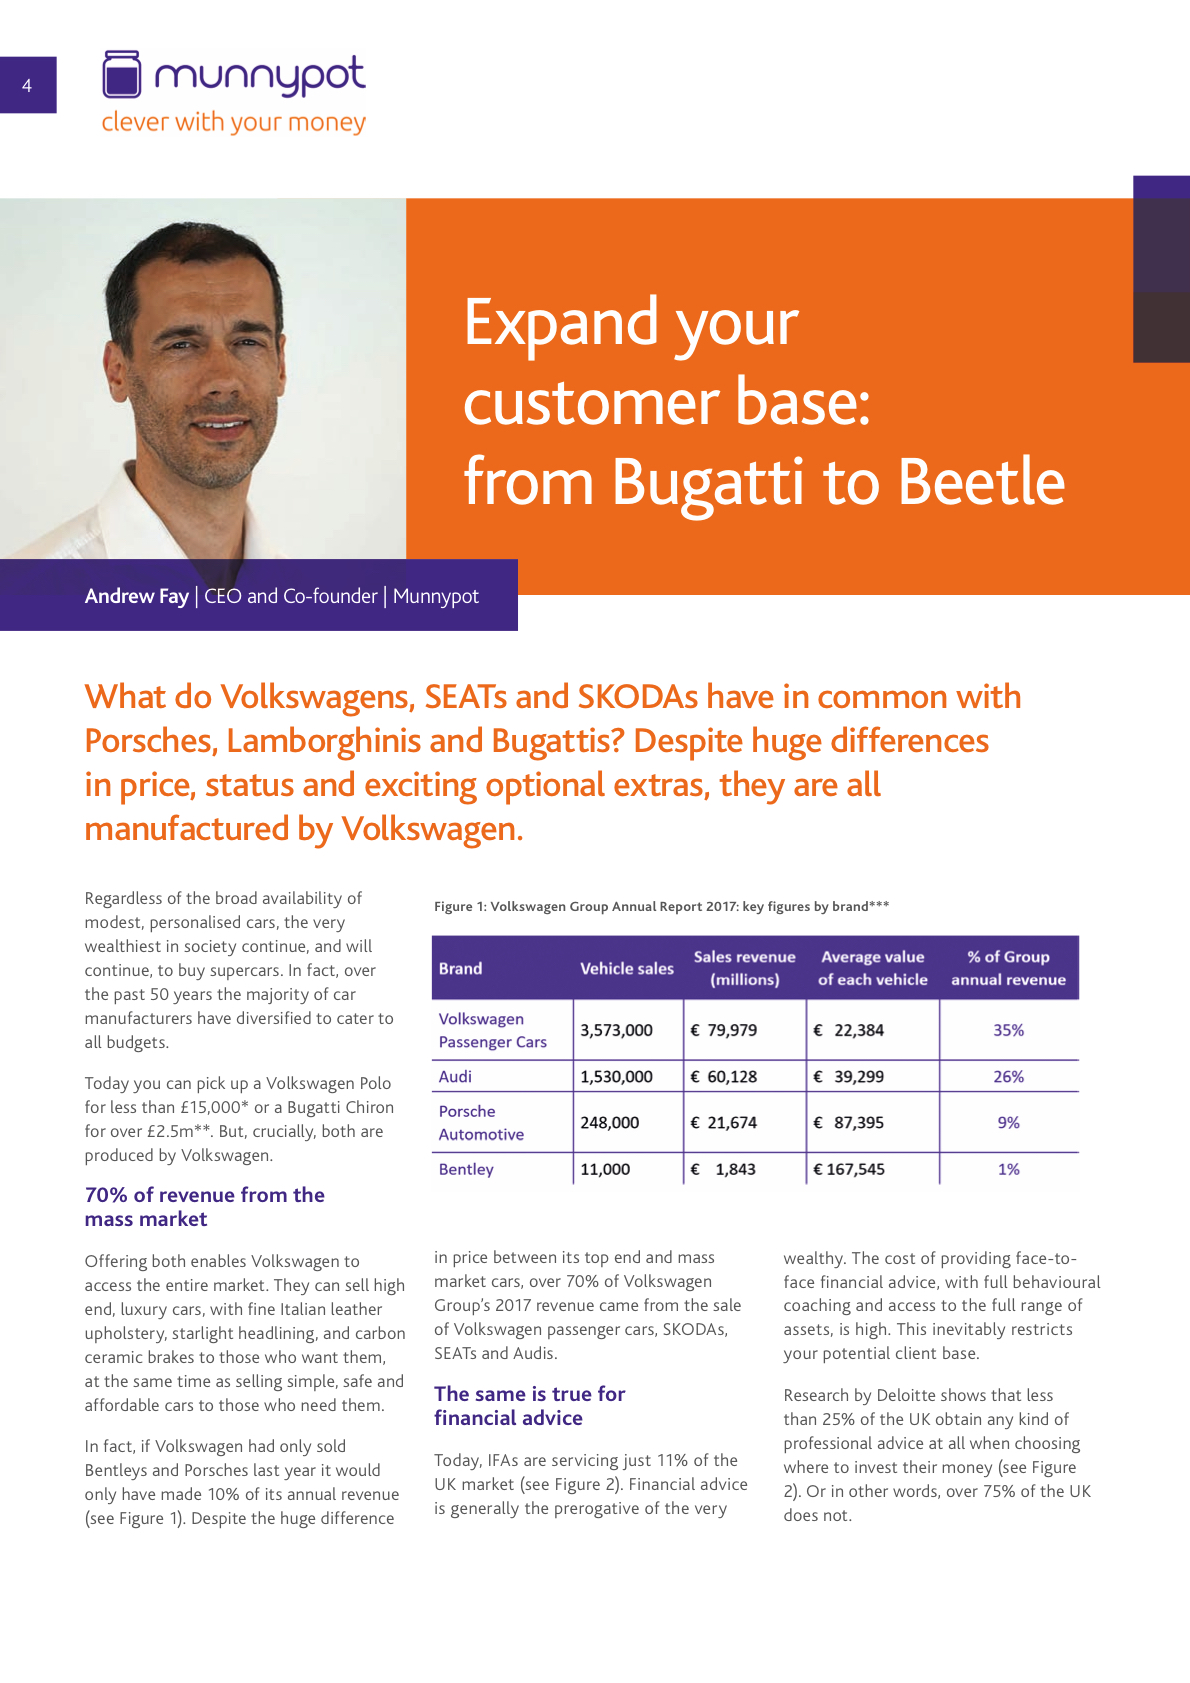 4
munnypot
clever with your money
Expand your
customer base:
from Bugatti to Beetle
Andrew Fay | CEO and Co-founder | Munnypot
What do Volkswagens, SEATs and SKODAs have in common with
Porsches, Lamborghinis and Bugattis? Despite huge differences
in price, status and exciting optional extras, they are all
manufactured by Volkswagen.
Regardless of the broad availability of
modest, personalised cars, the very
wealthiest in society continue, and will
continue, to buy supercars. In fact, over
the past 50 years the majority of car
manufacturers have diversified to cater to
all budgets.
Today you can pick up a Volkswagen Polo
for less than £15,000* or a Bugatti Chiron
for over £2.5m**. But, crucially, both are
produced by Volkswagen.
70% of revenue from the
mass market
Offering both enables Volkswagen to
access the entire market. They can sell high
end, luxury cars, with fine Italian leather
upholstery, starlight headlining, and carbon
ceramic brakes to those who want them,
at the same time as selling simple, safe and
affordable cars to those who need them.
In fact, if Volkswagen had only sold
Bentleys and Porsches last year it would
only have made 10% of its annual revenue
(see Figure 1). Despite the huge difference
Figure 1: Volkswagen Group Annual Report 2017: key figures by brand***
Brand Vehicle sales Sales revenue (millions) Average value of each vehicle % of Group annual revenue
Volkswagen Passenger Cars 3,573,000 € 79,979 € 22,384 35%
Audi 1,530,000 € 60,128 € 39,299 26%
Porsche Automotive 248,000 € 21,674 € 87,395 9%
Bentley 11,000 € 1,843 € 167,545 1%
in price between its top end and mass
market cars, over 70% of Volkswagen
Group's 2017 revenue came from the sale
of Volkswagen passenger cars, SKODAs,
SEATs and Audis.
The same is true for
financial advice
Today, IFAs are servicing just 11% of the
UK market (see Figure 2). Financial advice
is generally the prerogative of the very
wealthy. The cost of providing face-to-
face financial advice, with full behavioural
coaching and access to the full range of
assets, is high. This inevitably restricts
your potential client base.
Research by Deloitte shows that less
than 25% of the UK obtain any kind of
professional advice at all when choosing
where to invest their money (see Figure
2). Or in other words, over 75% of the UK
does not.